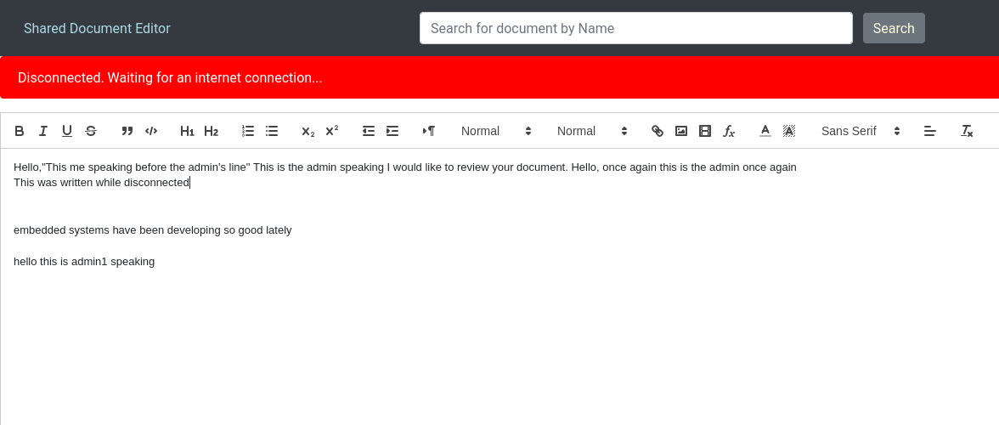 Shared Document Editor
Search for document by Name
Search
Disconnected. Waiting for an internet connection...
B I U S H1 H2 x2 x2 ¶ Normal Normal fx A A Sans Serif Tx
Hello,"This me speaking before the admin's line" This is the admin speaking I would like to review your document. Hello, once again this is the admin once again
This was written while disconnected
embedded systems have been developing so good lately
hello this is admin1 speaking